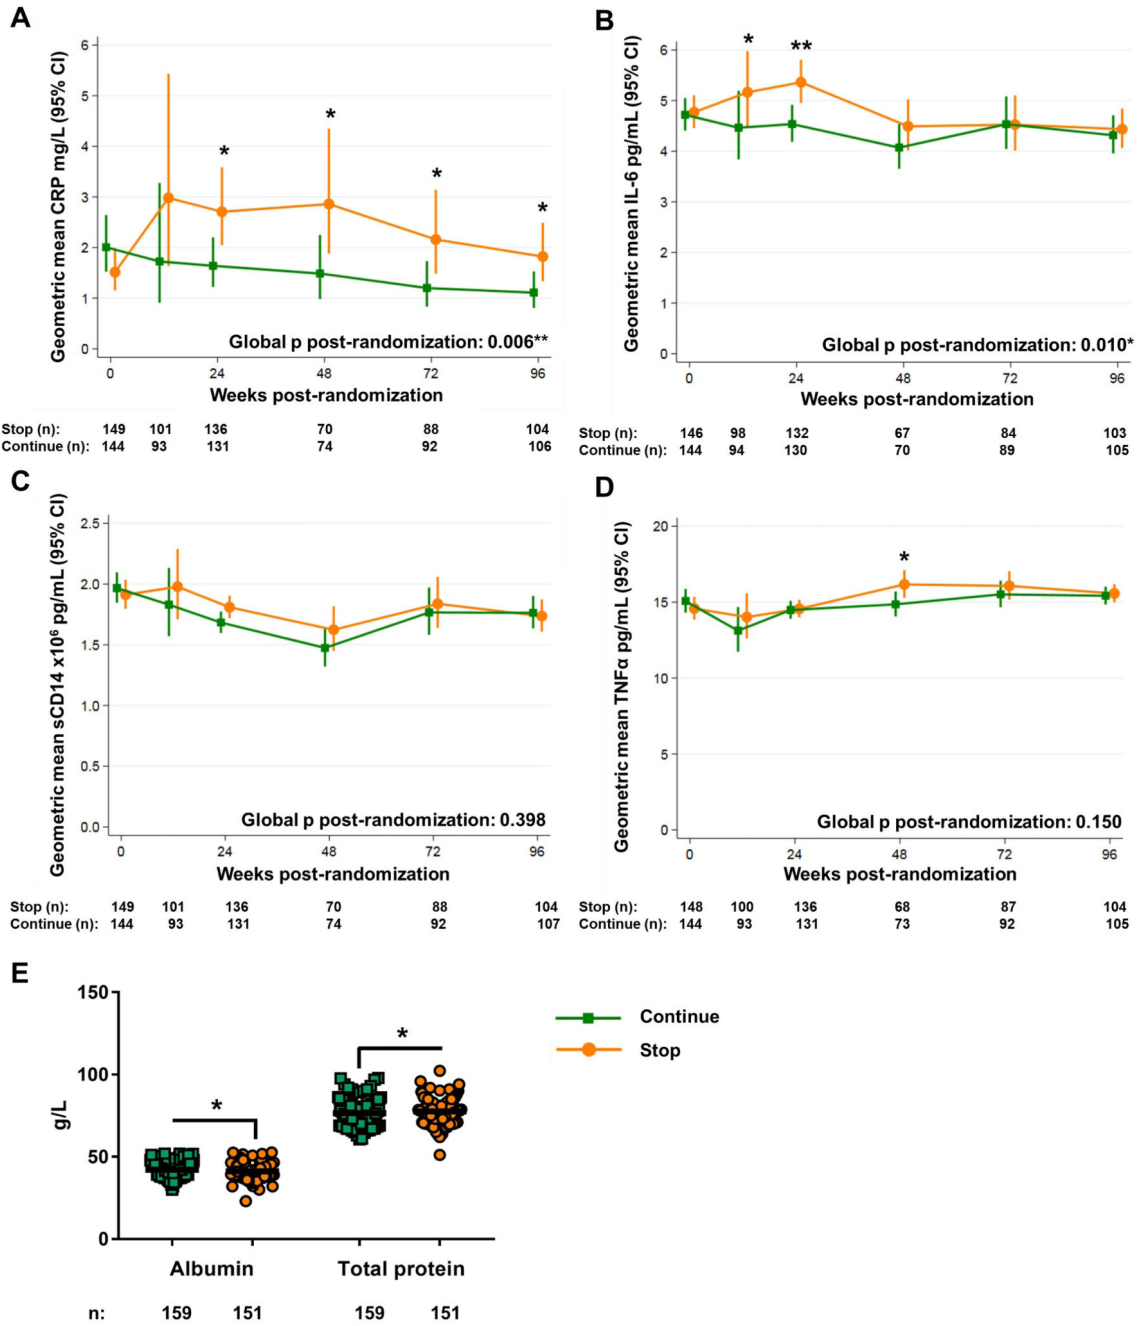 A
Geometric mean CRP mg/L (95% CI)
6
5
4
3
2
1
0
*
*
*
*
Global p post-randomization: 0.006**
0 24 48 72 96
Weeks post-randomization
Stop (n): 149 101 136 70 88 104
Continue (n): 144 93 131 74 92 106
B
Geometric mean IL-6 pg/mL (95% CI)
6
5
4
3
2
1
0
* **
Global p post-randomization: 0.010*
0 24 48 72 96
Weeks post-randomization
Stop (n): 146 98 132 67 84 103
Continue (n): 144 94 130 70 89 105
C
Geometric mean sCD14 x10⁶ pg/mL (95% CI)
2.5
2.0
1.5
1.0
0.5
0.0
Global p post-randomization: 0.398
0 24 48 72 96
Weeks post-randomization
Stop (n): 149 101 136 70 88 104
Continue (n): 144 93 131 74 92 107
D
Geometric mean TNFα pg/mL (95% CI)
20
15
10
5
0
*
Global p post-randomization: 0.150
0 24 48 72 96
Weeks post-randomization
Stop (n): 148 100 136 68 87 104
Continue (n): 144 93 131 73 92 105
E
g/L
150
100
50
0
*
*
Albumin Total protein
n: 159 151 159 151
Continue
Stop